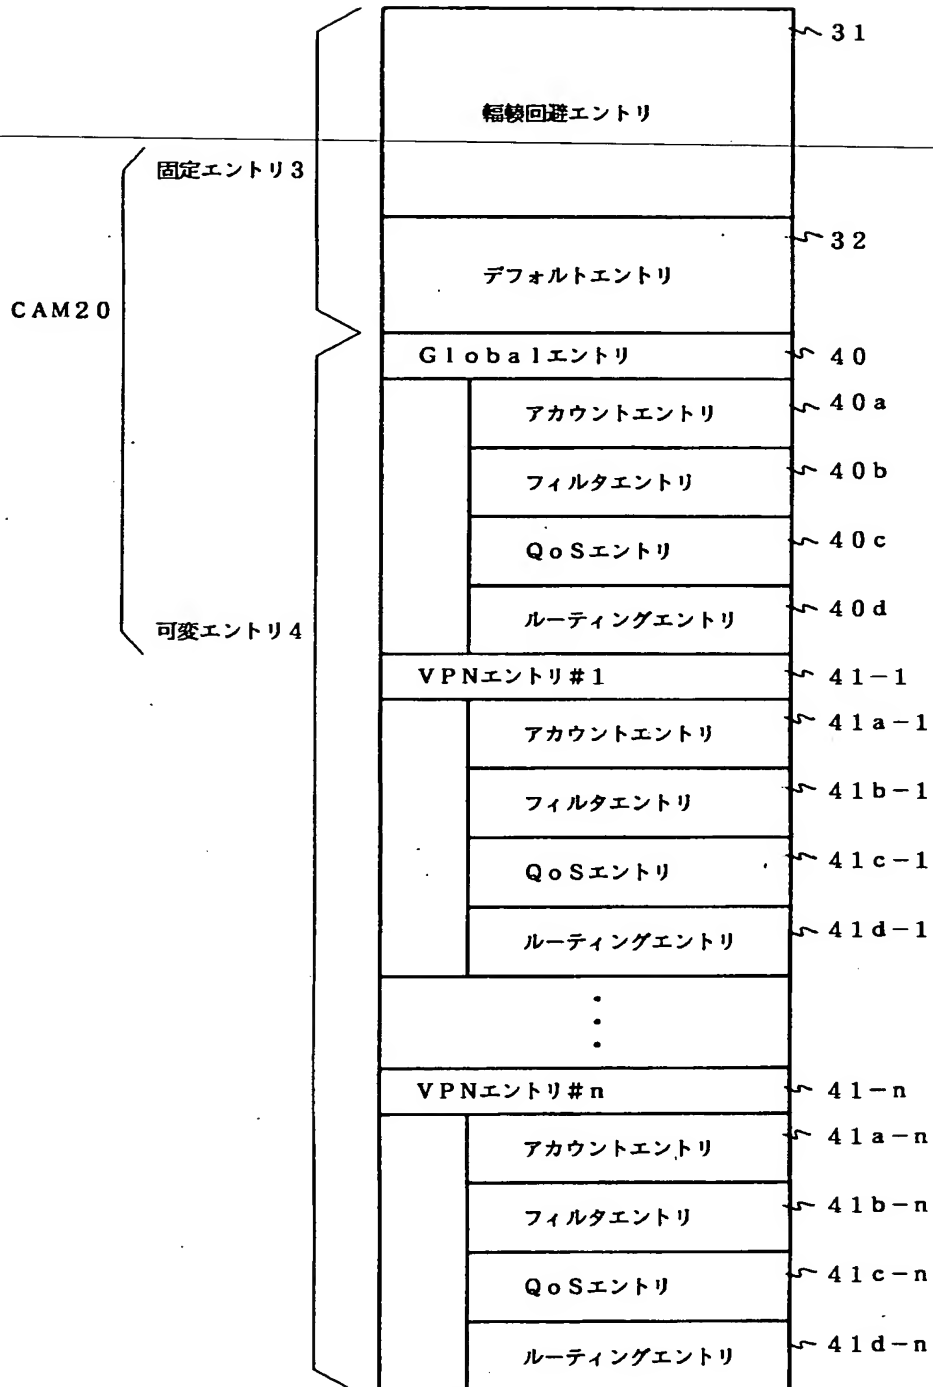 31
輻輳回避エントリ
固定エントリ3
32
デフォルトエントリ
CAM20
Globalエントリ
40
アカウントエントリ
40a
フィルタエントリ
40b
QoSエントリ
40c
ルーティングエントリ
40d
可変エントリ4
VPNエントリ#1
41-1
アカウントエントリ
41a-1
フィルタエントリ
41b-1
QoSエントリ
41c-1
ルーティングエントリ
41d-1
VPNエントリ#n
41-n
アカウントエントリ
41a-n
フィルタエントリ
41b-n
QoSエントリ
41c-n
ルーティングエントリ
41d-n